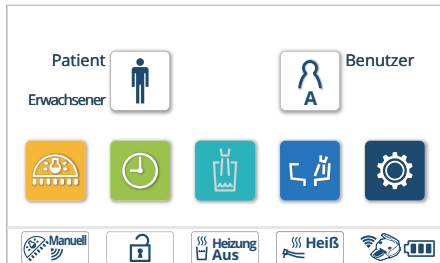 Patient
Benutzer
Erwachsener
A
Manuell
Heizung
Aus
Heiß